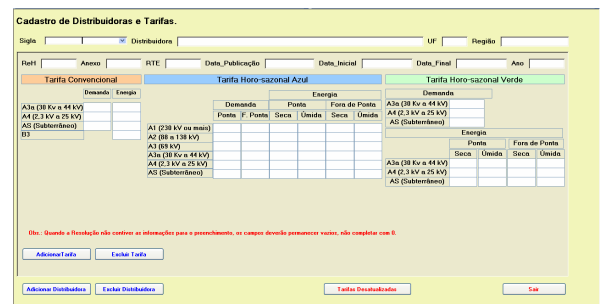 Cadastro de Distribuidoras e Tarifas.
Sigla Distribuidora UF Região
ReH Anexo RTE Data_Publicação Data_Inicial Data_Final Ano
Tarifa Convencional Tarifa Horo-sazonal Azul Tarifa Horo-sazonal Verde
Demanda Energia
A3a (30 Kv a 44 kV)
A4 (2,3 kV a 25 kV)
AS (Subterrâneo)
B3
Energia
Demanda Ponta Fora de Ponta
Ponta F. Ponta Seca Úmida Seca Úmida
A1 (230 kV ou mais)
A2 (88 a 138 kV)
A3 (69 kV)
A3a (30 Kv a 44 kV)
A4 (2,3 kV a 25 kV)
AS (Subterrâneo)
Demanda
A3a (30 Kv a 44 kV)
A4 (2,3 kV a 25 kV)
AS (Subterrâneo)
Energia
Ponta Fora de Ponta
Seca Úmida Seca Úmida
A3a (30 Kv a 44 kV)
A4 (2,3 kV a 25 kV)
AS (Subterrâneo)
Obs.: Quando a Resolução não contiver as informações para o preenchimento, os campos deverão permanecer vazios, não completar com 0.
AdicionarTarifa Excluir Tarifa
Adicionar Distribuidora Excluir Distribuidora Tarifas Desatualizadas Sair